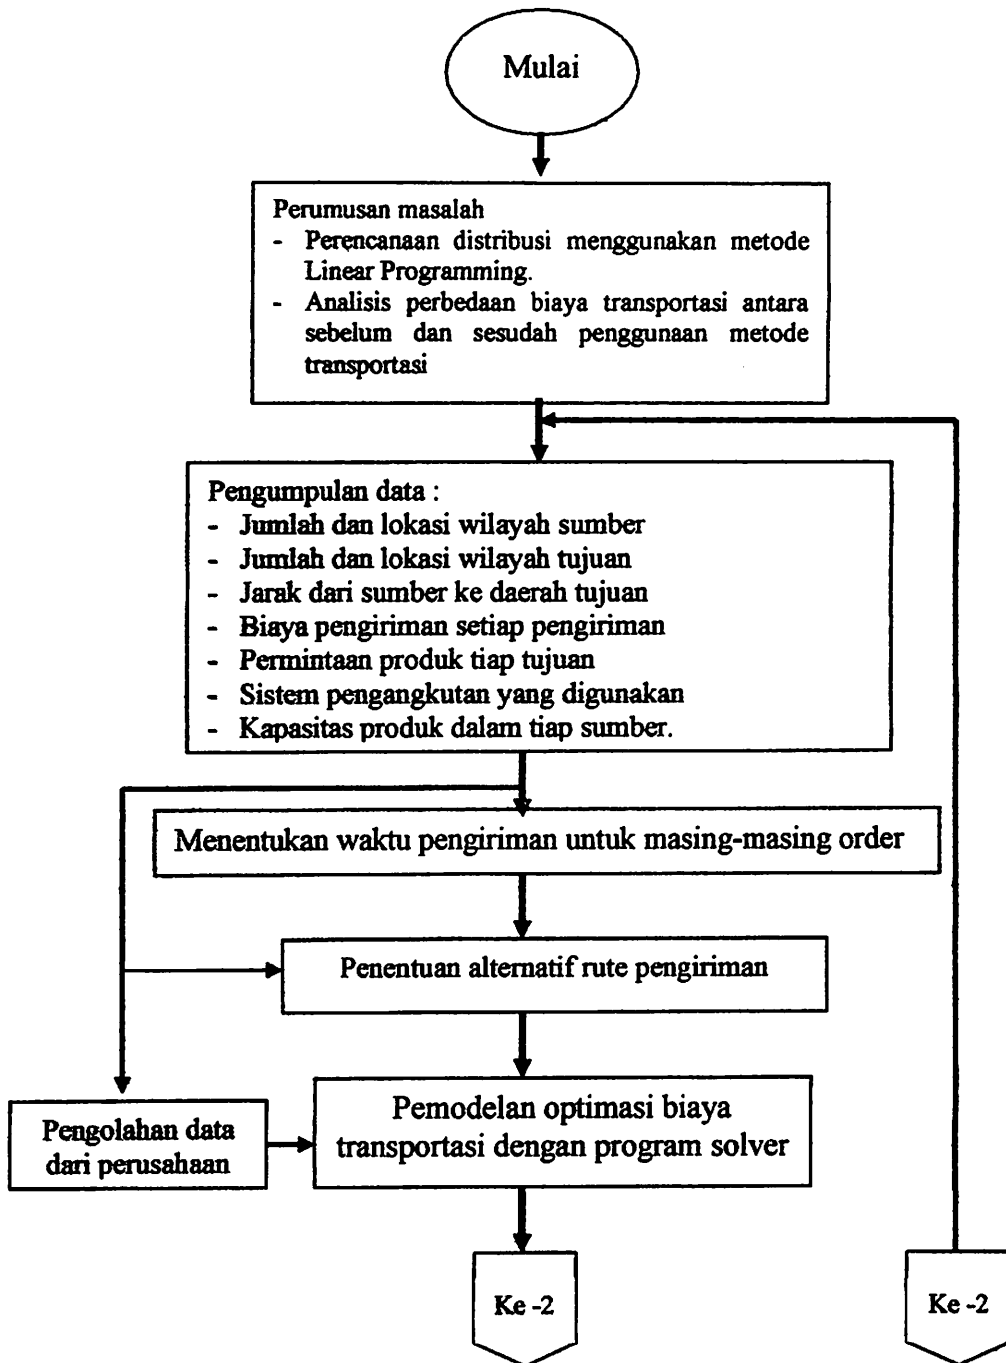 Mulai
Perumusan masalah
- Perencanaan distribusi menggunakan metode
Linear Programming.
- Analisis perbedaan biaya transportasi antara
sebelum dan sesudah penggunaan metode
transportasi
Pengumpulan data :
- Jumlah dan lokasi wilayah sumber
- Jumlah dan lokasi wilayah tujuan
- Jarak dari sumber ke daerah tujuan
- Biaya pengiriman setiap pengiriman
- Permintaan produk tiap tujuan
- Sistem pengangkutan yang digunakan
- Kapasitas produk dalam tiap sumber.
Menentukan waktu pengiriman untuk masing-masing order
Penentuan alternatif rute pengiriman
Pengolahan data
dari perusahaan
Pemodelan optimasi biaya
transportasi dengan program solver
Ke -2
Ke -2